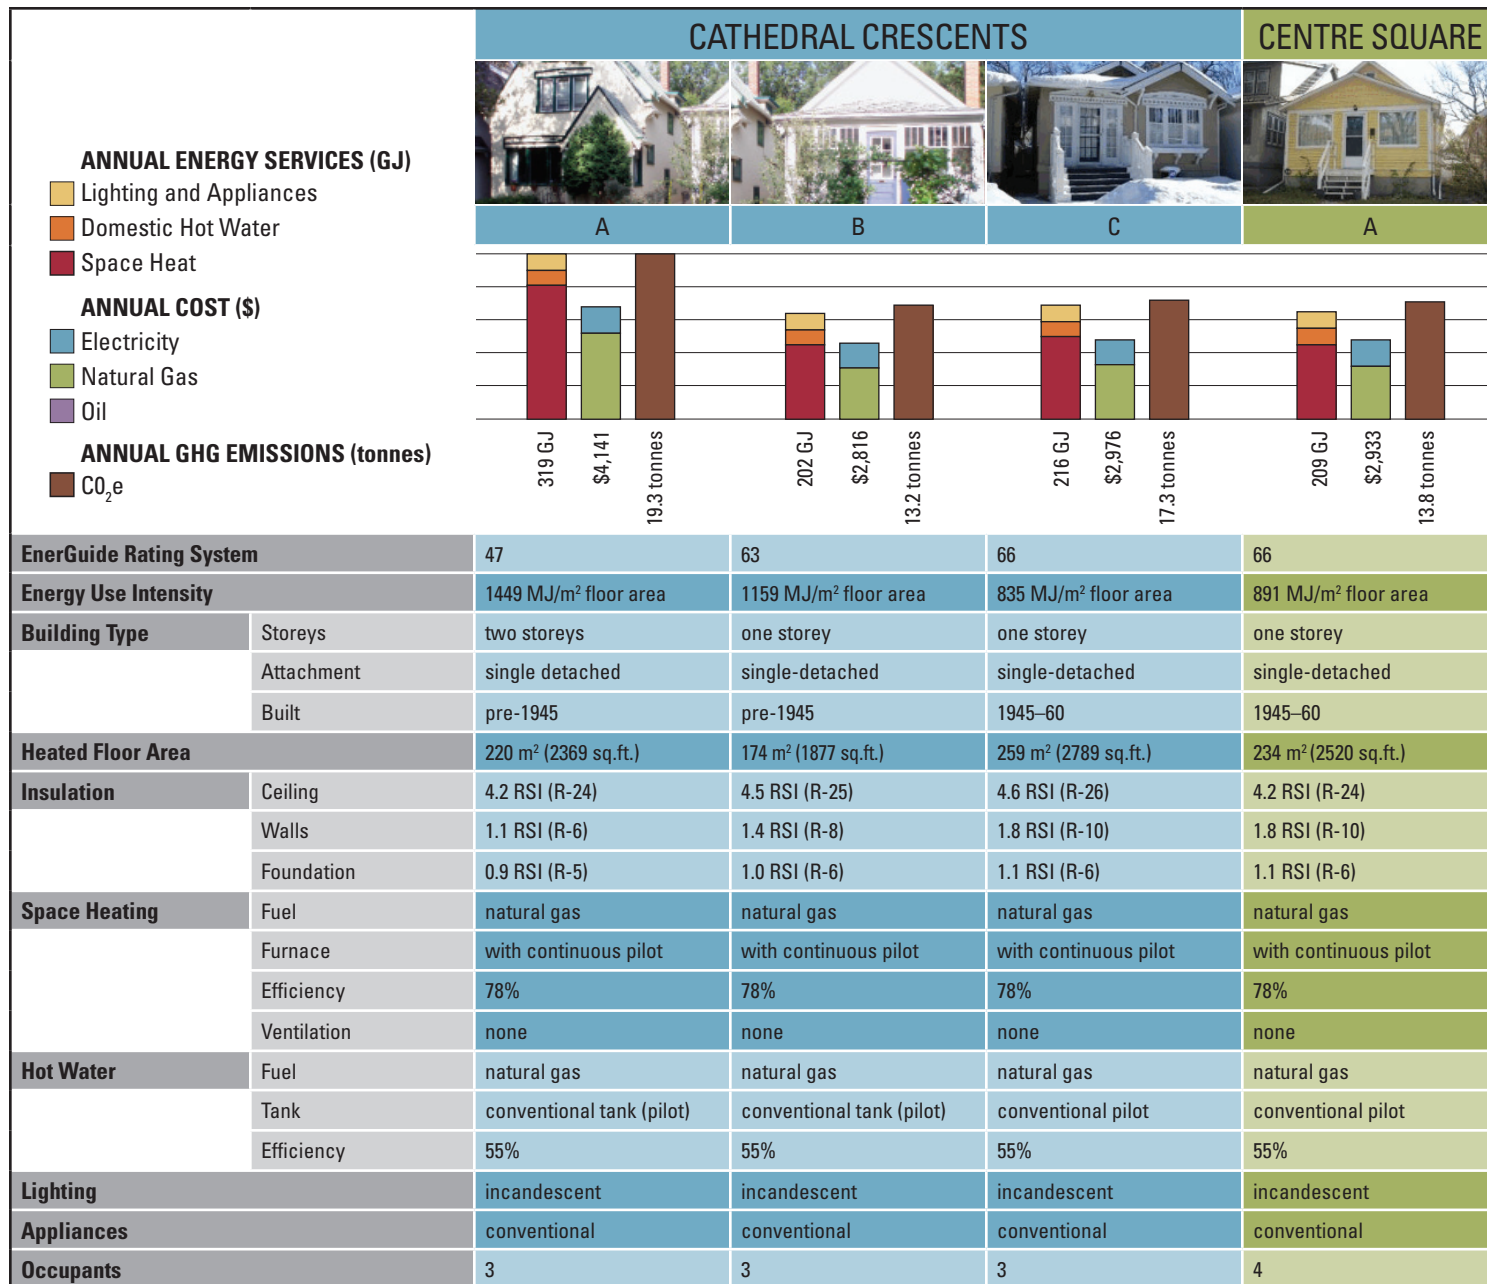 CATHEDRAL CRESCENTS CENTRE SQUARE
ANNUAL ENERGY SERVICES (GJ)
Lighting and Appliances
Domestic Hot Water
Space Heat
ANNUAL COST ($)
Electricity
Natural Gas
Oil
ANNUAL GHG EMISSIONS (tonnes)
CO₂e
A B C A
319 GJ
$4,141
19.3 tonnes
202 GJ
$2,816
13.2 tonnes
216 GJ
$2,976
17.3 tonnes
209 GJ
$2,933
13.8 tonnes
EnerGuide Rating System 47 63 66 66
Energy Use Intensity 1449 MJ/m² floor area 1159 MJ/m² floor area 835 MJ/m² floor area 891 MJ/m² floor area
Building Type Storeys two storeys one storey one storey one storey
Attachment single detached single-detached single-detached single-detached
Built pre-1945 pre-1945 1945–60 1945–60
Heated Floor Area 220 m² (2369 sq.ft.) 174 m² (1877 sq.ft.) 259 m² (2789 sq.ft.) 234 m² (2520 sq.ft.)
Insulation Ceiling 4.2 RSI (R-24) 4.5 RSI (R-25) 4.6 RSI (R-26) 4.2 RSI (R-24)
Walls 1.1 RSI (R-6) 1.4 RSI (R-8) 1.8 RSI (R-10) 1.8 RSI (R-10)
Foundation 0.9 RSI (R-5) 1.0 RSI (R-6) 1.1 RSI (R-6) 1.1 RSI (R-6)
Space Heating Fuel natural gas natural gas natural gas natural gas
Furnace with continuous pilot with continuous pilot with continuous pilot with continuous pilot
Efficiency 78% 78% 78% 78%
Ventilation none none none none
Hot Water Fuel natural gas natural gas natural gas natural gas
Tank conventional tank (pilot) conventional tank (pilot) conventional pilot conventional pilot
Efficiency 55% 55% 55% 55%
Lighting incandescent incandescent incandescent incandescent
Appliances conventional conventional conventional conventional
Occupants 3 3 3 4